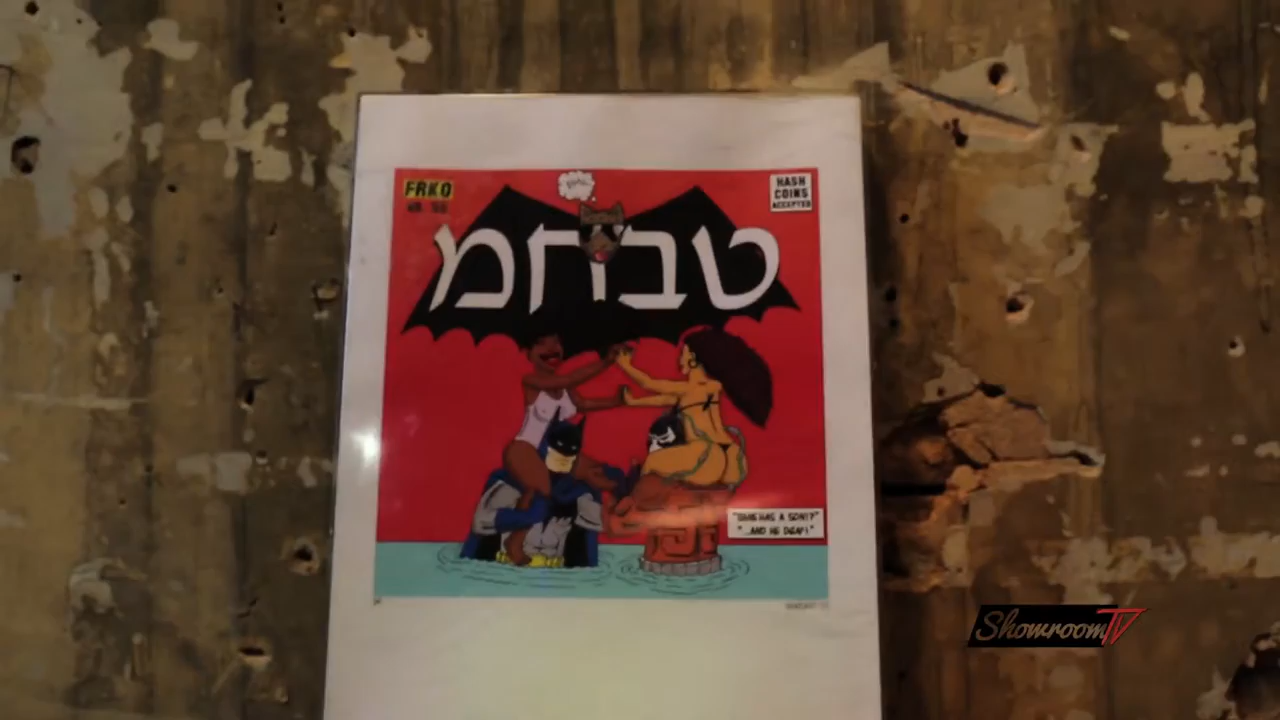 FRKO
HASH
COINS
ACCEPTED
טבחמ
"SHE HAS A SON!?"
"...AND HE DEAF!"
ShowroomTV